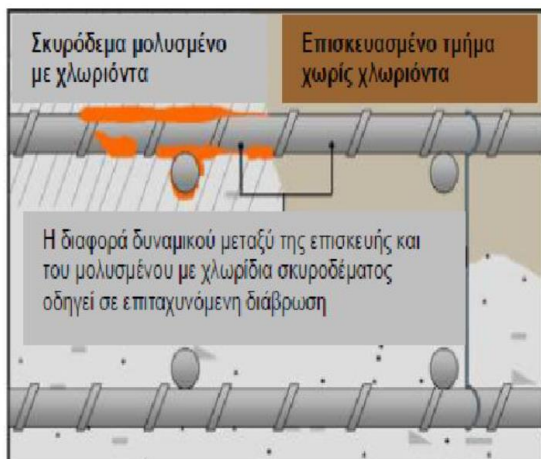 Σκυρόδεμα μολυσμένο
με χλωριόντα
Επισκευασμένο τμήμα
χωρίς χλωριόντα
Η διαφορά δυναμικού μεταξύ της επισκευής και
του μολυσμένου με χλωρίδια σκυροδέματος
οδηγεί σε επιταχυνόμενη διάβρωση